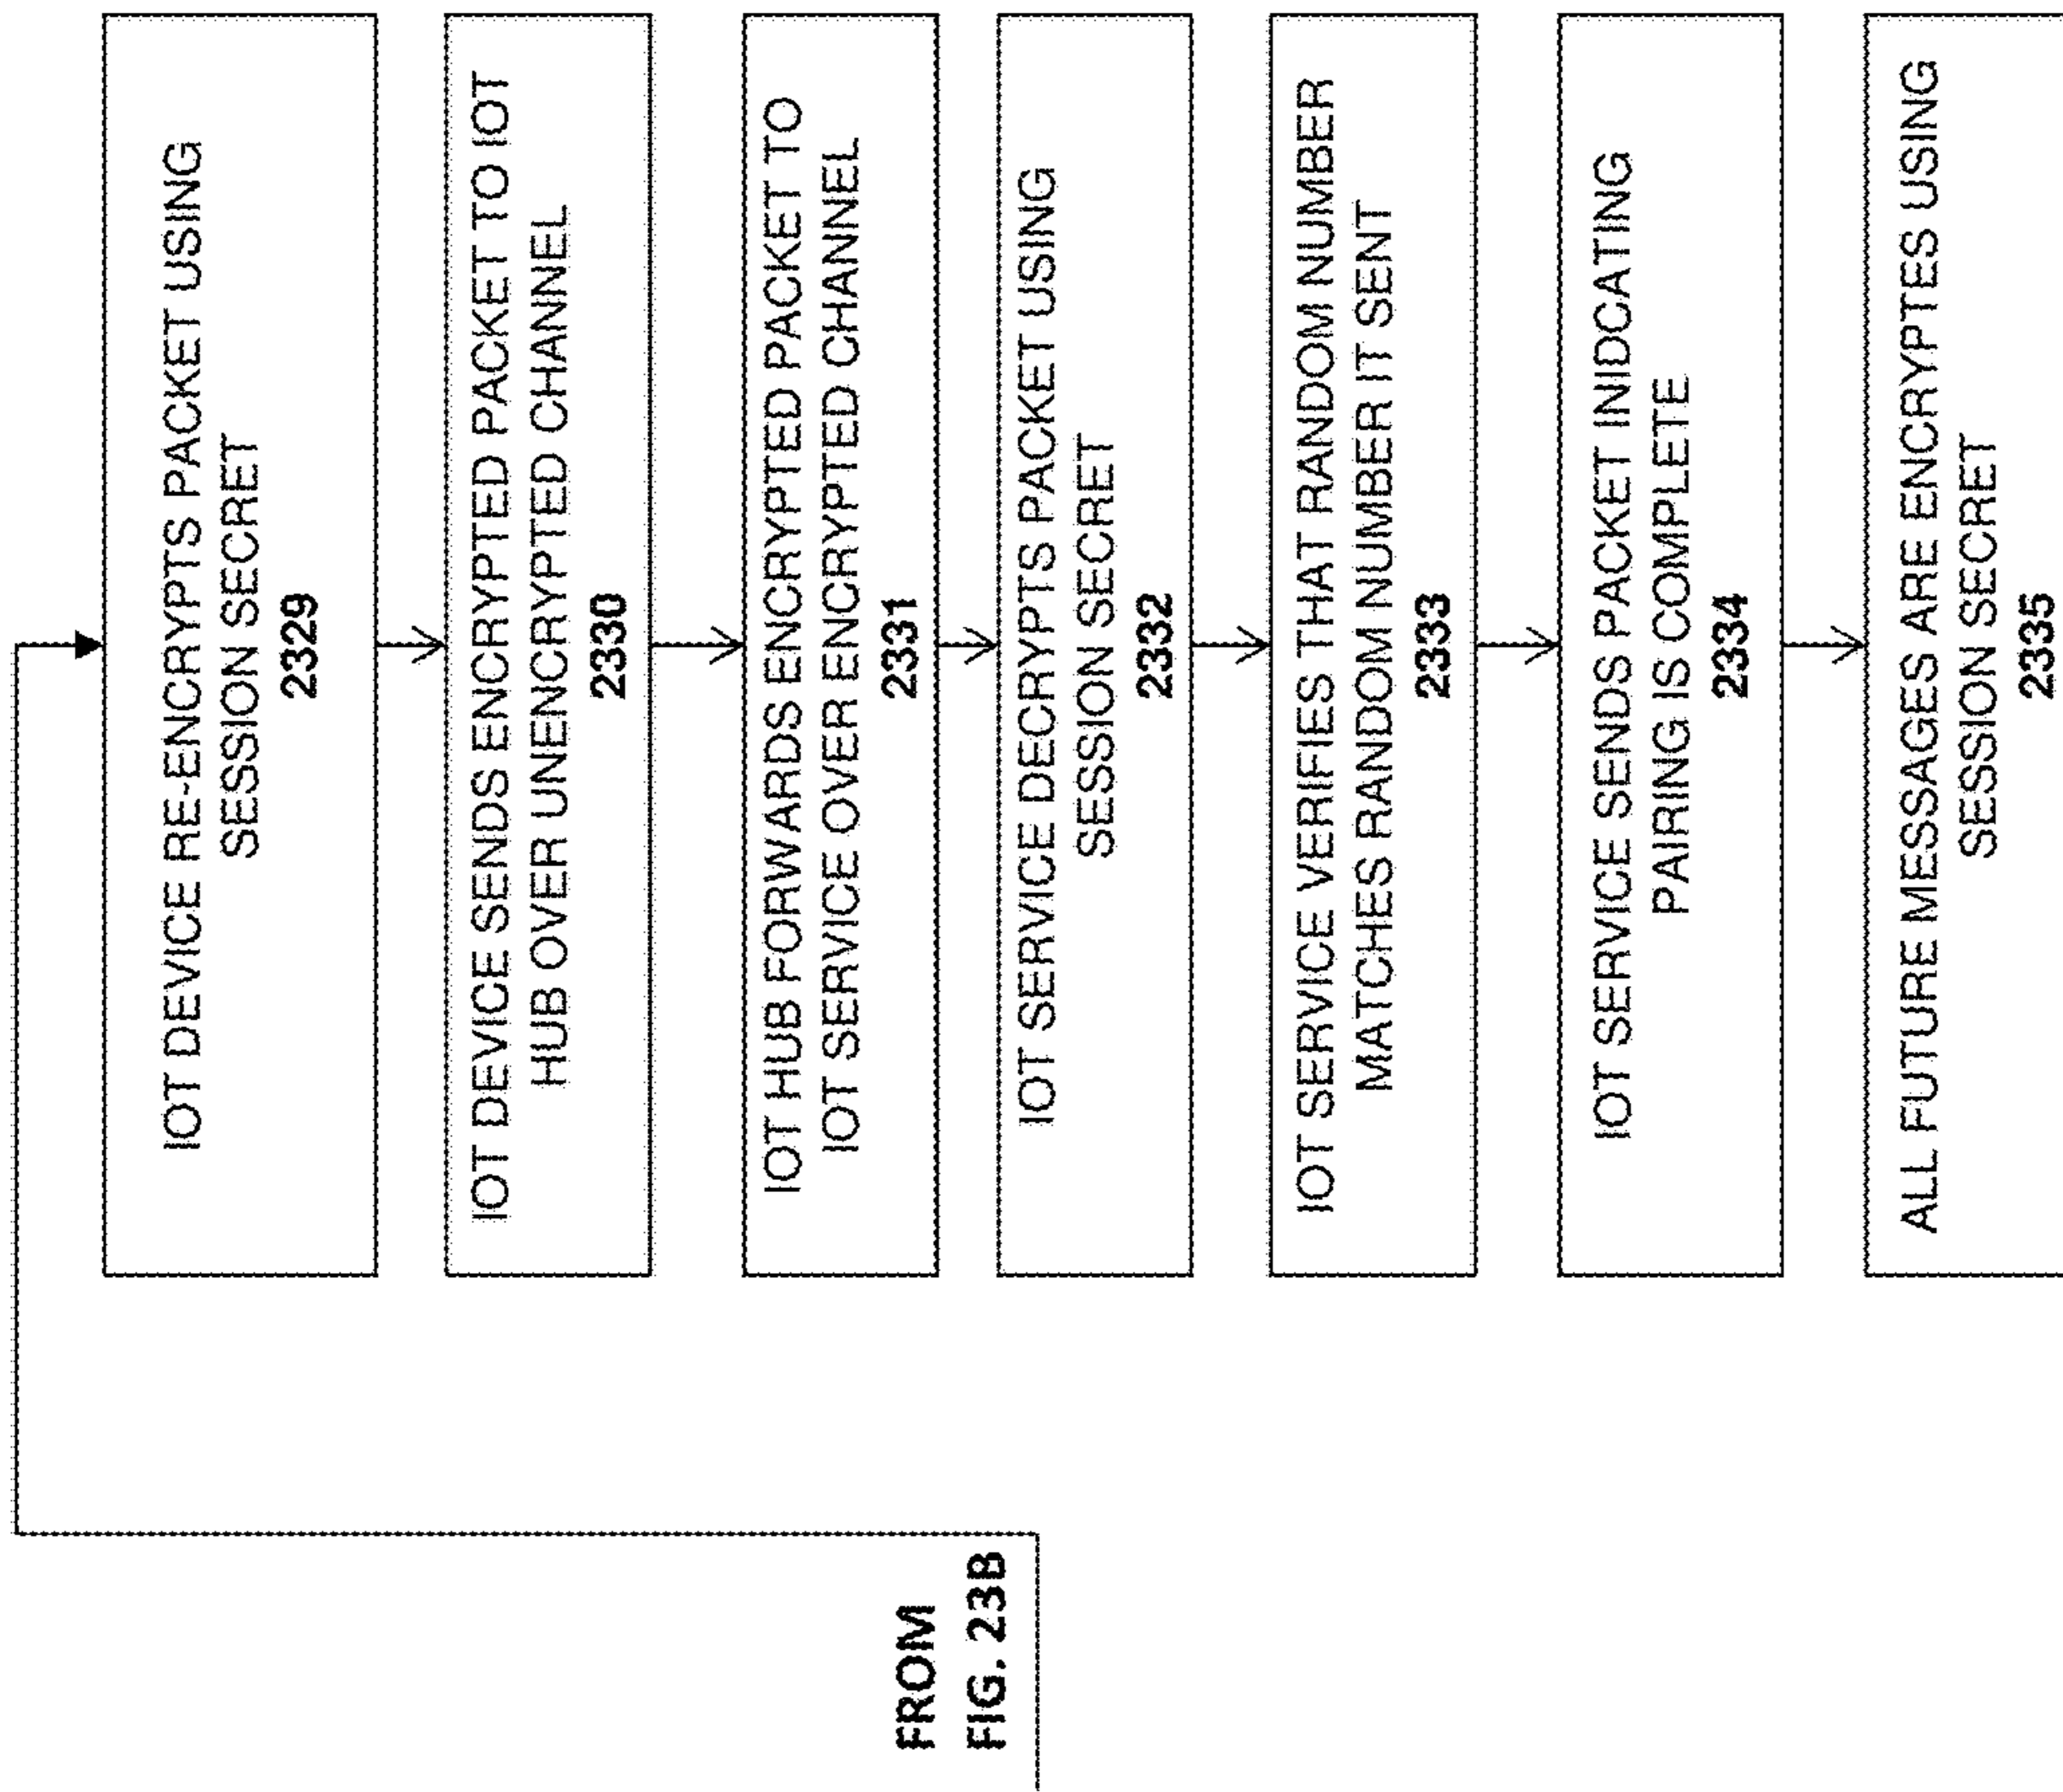 FROM
FIG. 23B
IOT DEVICE RE-ENCRYPTS PACKET USING
SESSION SECRET
2329
IOT DEVICE SENDS ENCRYPTED PACKET TO IOT
HUB OVER UNENCRYPTED CHANNEL
2330
IOT HUB FORWARDS ENCRYPTED PACKET TO
IOT SERVICE OVER ENCRYPTED CHANNEL
2331
IOT SERVICE DECRYPTS PACKET USING
SESSION SECRET
2332
IOT SERVICE VERIFIES THAT RANDOM NUMBER
MATCHES RANDOM NUMBER IT SENT
2333
IOT SERVICE SENDS PACKET INIDCATING
PAIRING IS COMPLETE
2334
ALL FUTURE MESSAGES ARE ENCRYPTES USING
SESSION SECRET
2335